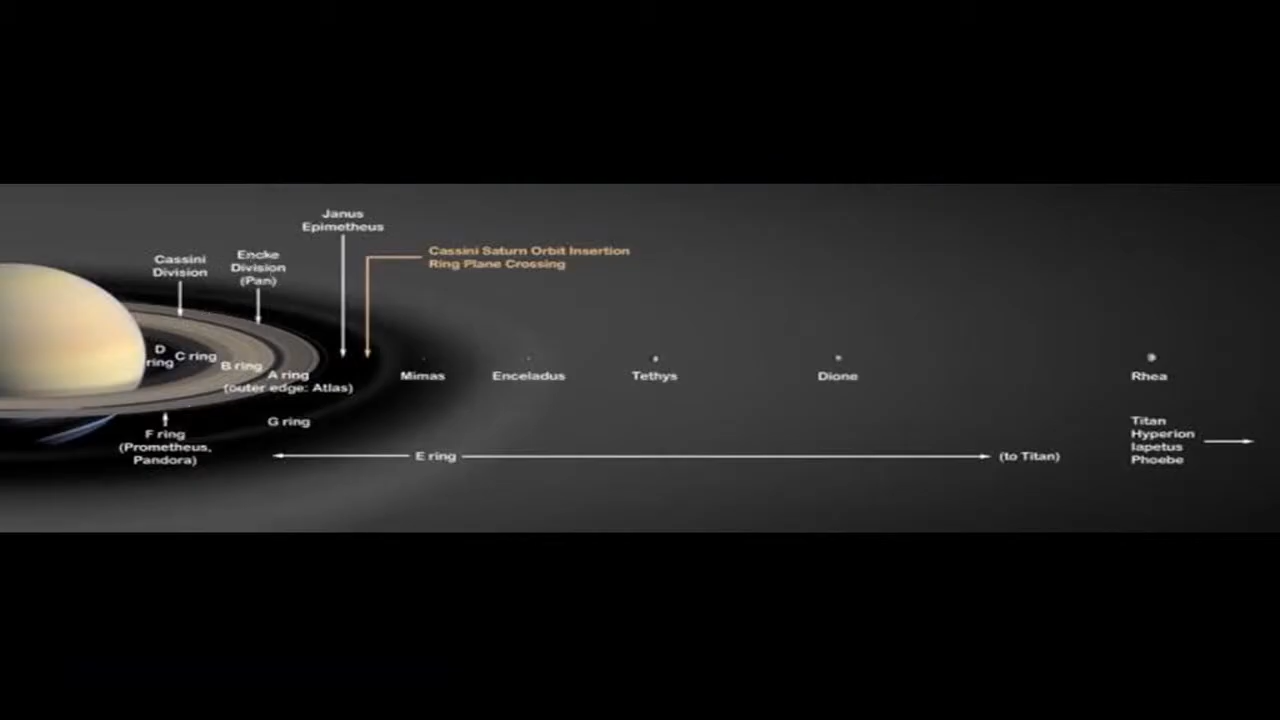 Janus
Epimetheus
Cassini Saturn Orbit Insertion
Ring Plane Crossing
Cassini
Division
Encke
Division
(Pan)
D
ring
C ring
B ring
A ring
(outer edge: Atlas)
Mimas
Enceladus
Tethys
Dione
Rhea
F ring
(Prometheus,
Pandora)
G ring
E ring
(to Titan)
Titan
Hyperion
Iapetus
Phoebe